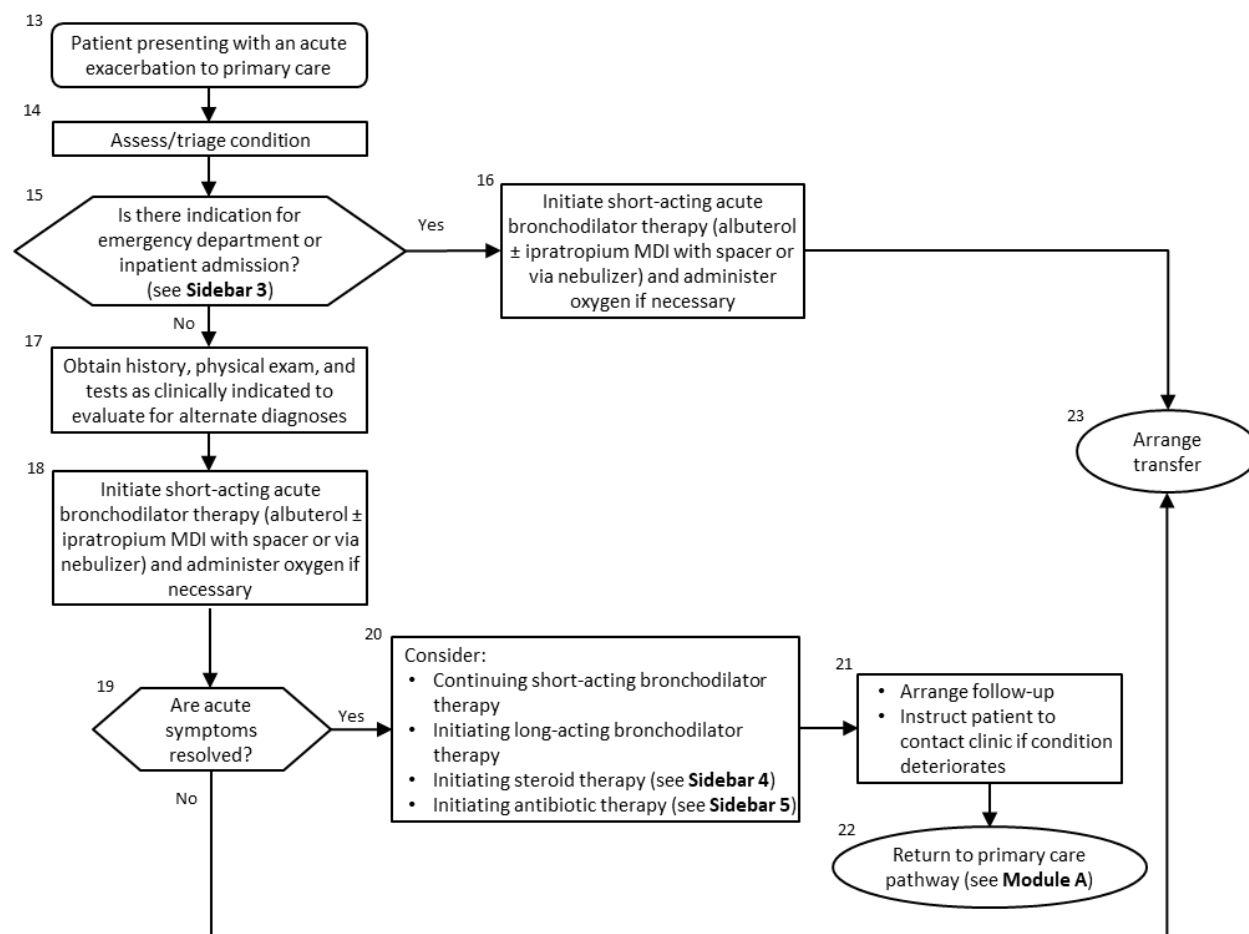 13
Patient presenting with an acute
exacerbation to primary care
14
Assess/triage condition
15
Is there indication for
emergency department or
inpatient admission?
(see Sidebar 3)
Yes
No
16
Initiate short-acting acute
bronchodilator therapy (albuterol
± ipratropium MDI with spacer or
via nebulizer) and administer
oxygen if necessary
17
Obtain history, physical exam, and
tests as clinically indicated to
evaluate for alternate diagnoses
23
Arrange
transfer
18
Initiate short-acting acute
bronchodilator therapy (albuterol ±
ipratropium MDI with spacer or via
nebulizer) and administer oxygen if
necessary
19
Are acute
symptoms
resolved?
Yes
No
20
Consider:
• Continuing short-acting bronchodilator
therapy
• Initiating long-acting bronchodilator
therapy
• Initiating steroid therapy (see Sidebar 4)
• Initiating antibiotic therapy (see Sidebar 5)
21
• Arrange follow-up
• Instruct patient to
contact clinic if condition
deteriorates
22
Return to primary care
pathway (see Module A)